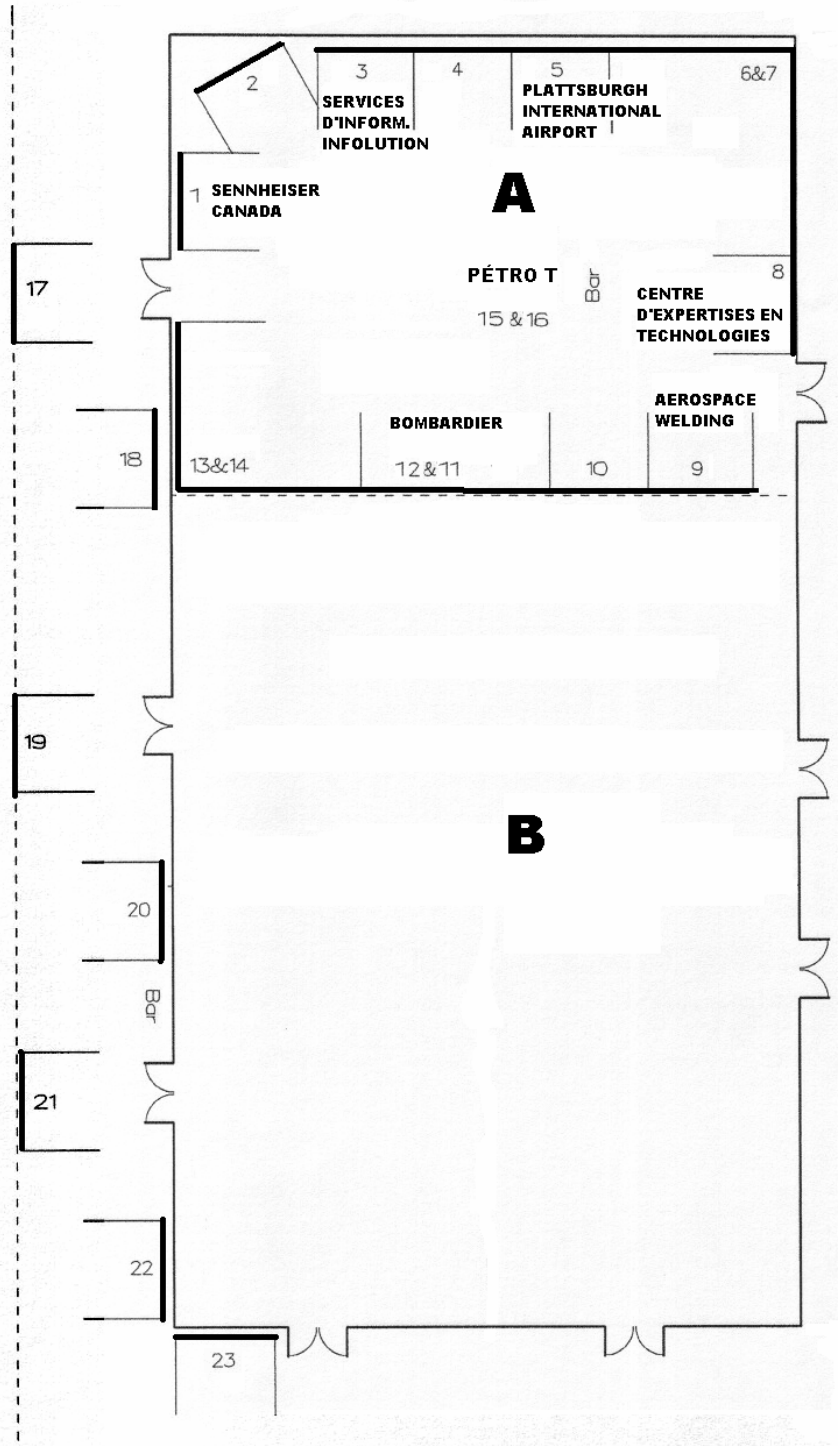 2
3
4
5
6&7
SERVICES
D'INFORM.
INFOLUTION
PLATTSBURGH
INTERNATIONAL
AIRPORT
1
SENNHEISER
CANADA
A
17
PÉTRO T
15 & 16
Bar
8
CENTRE
D'EXPERTISES EN
TECHNOLOGIES
18
13&14
BOMBARDIER
12&11
10
AEROSPACE
WELDING
9
19
B
20
Bar
21
22
23